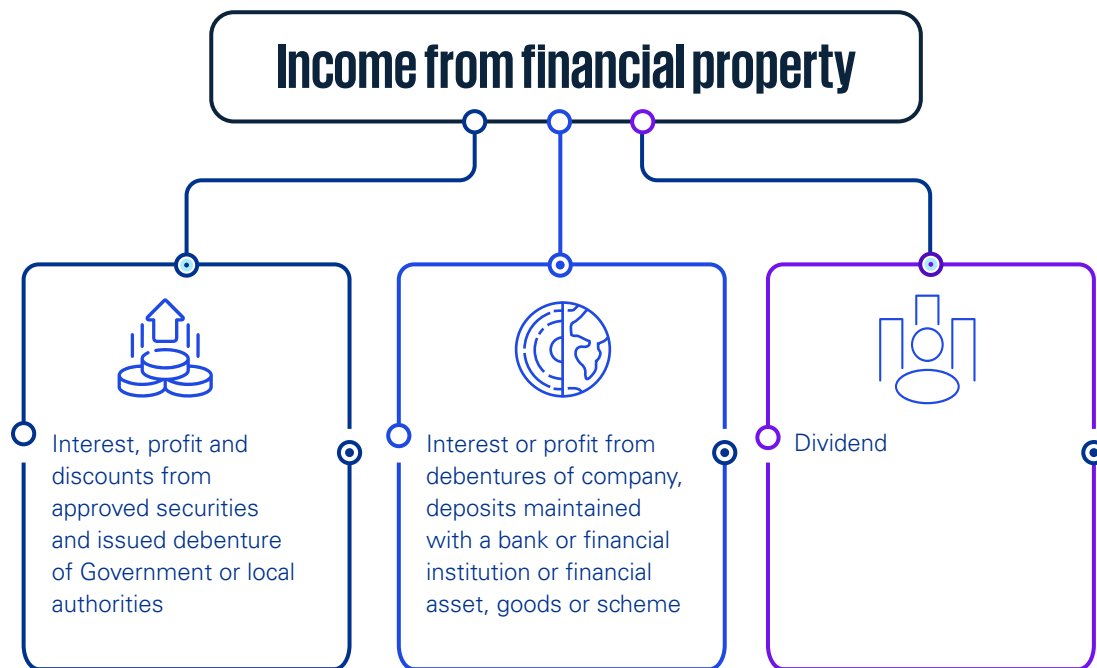 Income from financial property
Interest, profit and
discounts from
approved securities
and issued debenture
of Government or local
authorities
Interest or profit from
debentures of company,
deposits maintained
with a bank or financial
institution or financial
asset, goods or scheme
Dividend